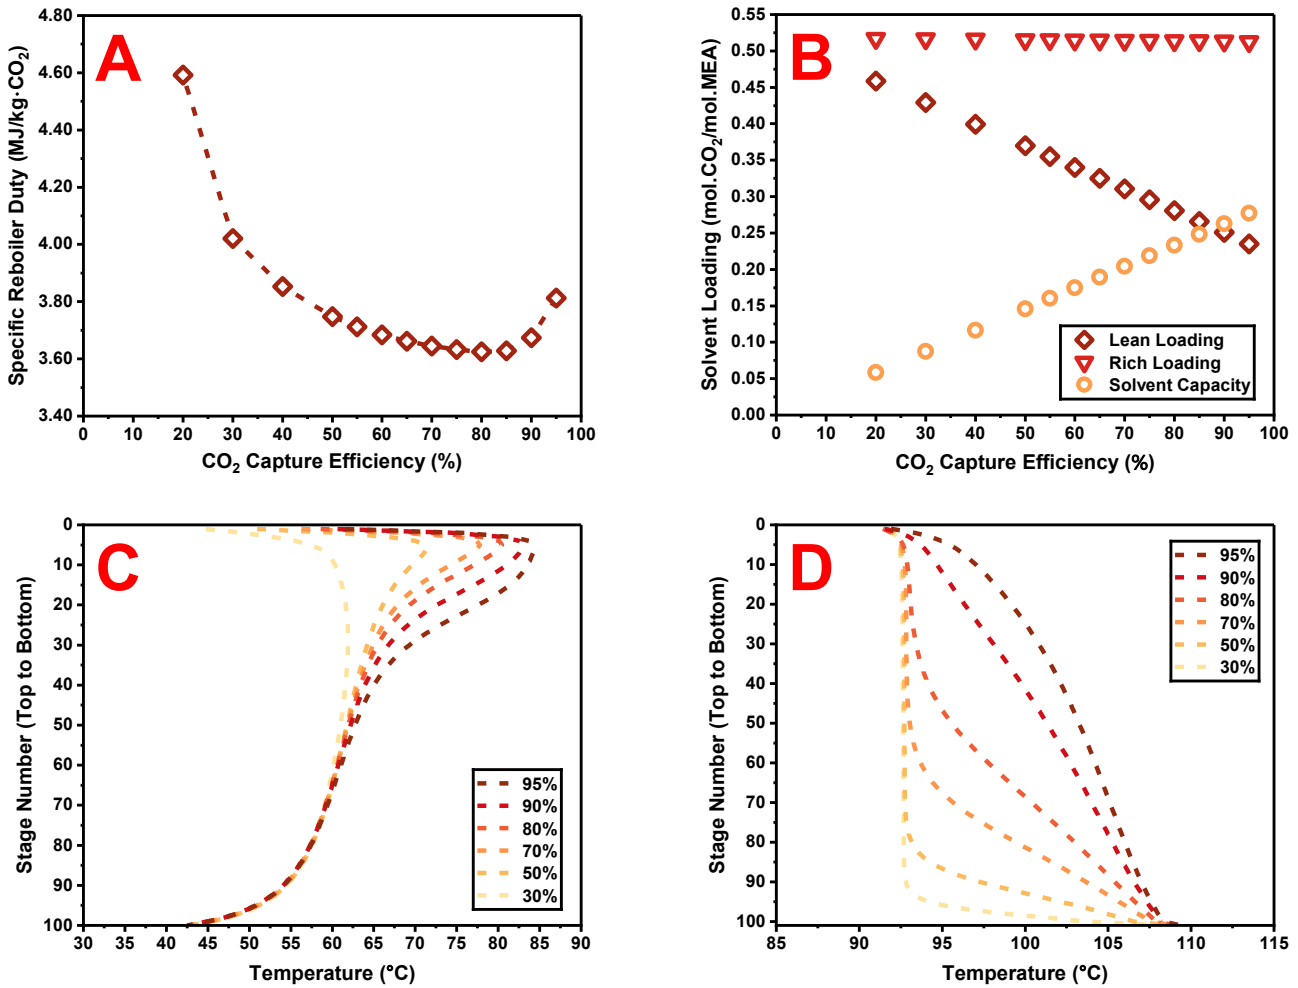 A
4.80
4.60
4.40
4.20
4.00
3.80
3.60
3.40
0 10 20 30 40 50 60 70 80 90 100
Specific Reboiler Duty (MJ/kg·CO₂)
CO₂ Capture Efficiency (%)
B
0.55
0.50
0.45
0.40
0.35
0.30
0.25
0.20
0.15
0.10
0.05
0.00
0 10 20 30 40 50 60 70 80 90 100
Solvent Loading (mol.CO₂/mol.MEA)
CO₂ Capture Efficiency (%)
Lean Loading
Rich Loading
Solvent Capacity
C
0
10
20
30
40
50
60
70
80
90
100
30 35 40 45 50 55 60 65 70 75 80 85 90
Stage Number (Top to Bottom)
Temperature (°C)
95%
90%
80%
70%
50%
30%
D
0
10
20
30
40
50
60
70
80
90
100
85 90 95 100 105 110 115
Stage Number (Top to Bottom)
Temperature (°C)
95%
90%
80%
70%
50%
30%